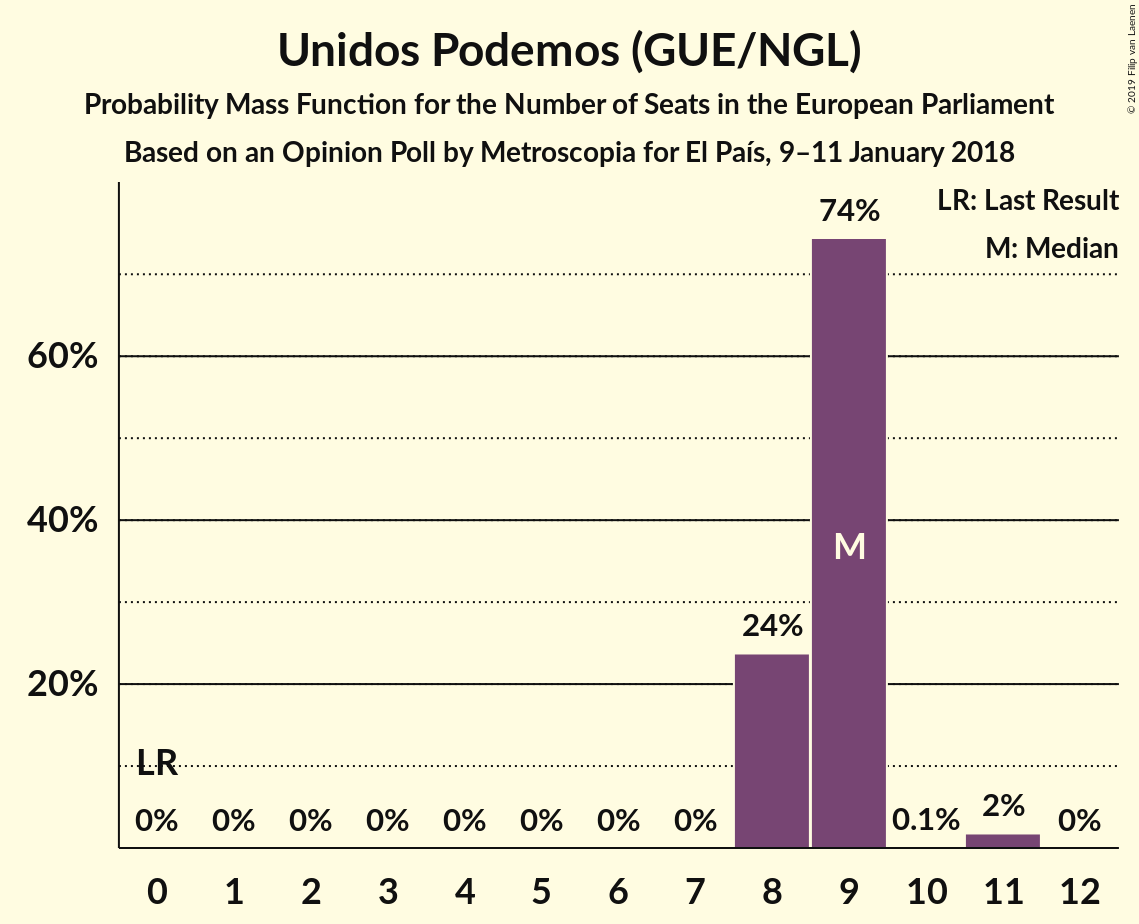 Unidos Podemos (GUE/NGL)
Probability Mass Function for the Number of Seats in the European Parliament
Based on an Opinion Poll by Metroscopia for El País, 9–11 January 2018
© 2019 Filip van Laenen
LR: Last Result
M: Median
74%
60%
40%
M
24%
20%
LR
0% 0% 0% 0% 0% 0% 0% 0% 0.1% 2% 0%
0 1 2 3 4 5 6 7 8 9 10 11 12